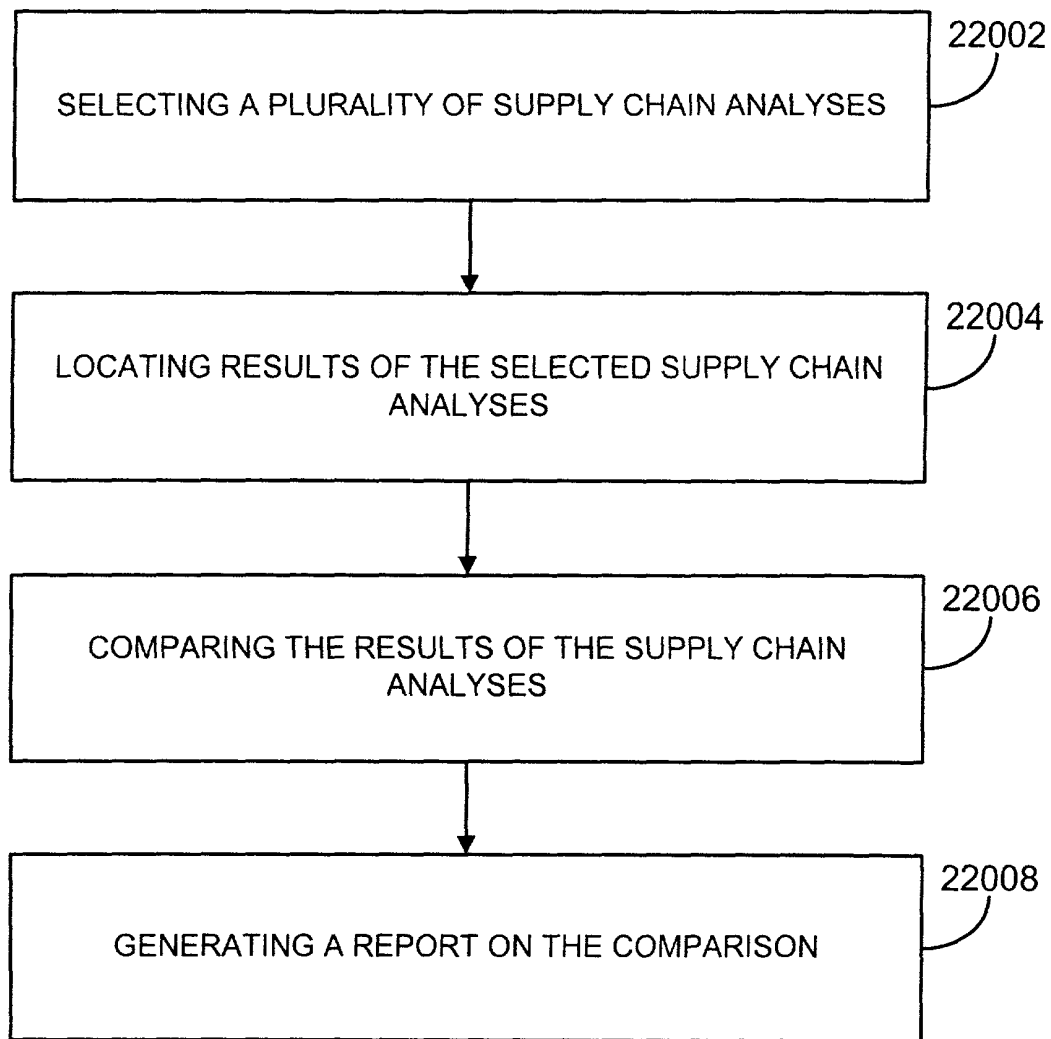 22002
SELECTING A PLURALITY OF SUPPLY CHAIN ANALYSES
22004
LOCATING RESULTS OF THE SELECTED SUPPLY CHAIN
ANALYSES
22006
COMPARING THE RESULTS OF THE SUPPLY CHAIN
ANALYSES
22008
GENERATING A REPORT ON THE COMPARISON